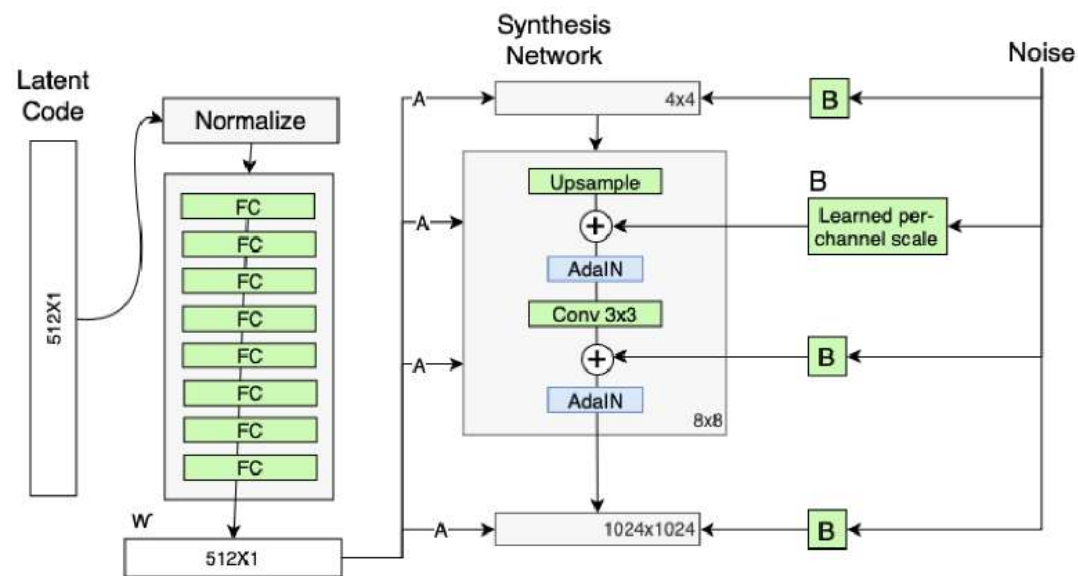 Latent
Code
512X1
Normalize
FC
FC
FC
FC
FC
FC
FC
FC
W
512X1
Synthesis
Network
A
4x4
B
Noise
A
Upsample
+
B
Learned per-
channel scale
AdaIN
Conv 3x3
A
+
B
AdaIN
8x8
A
1024x1024
B